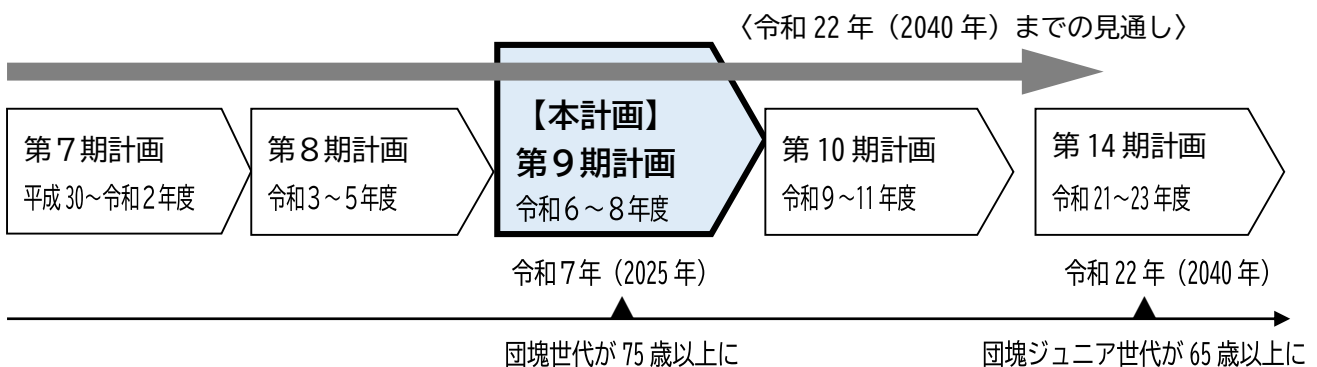 〈令和 22 年（2040 年）までの見通し〉
第７期計画
平成 30～令和２年度
第８期計画
令和３～５年度
【本計画】
第９期計画
令和６～８年度
第 10 期計画
令和９～11 年度
第 14 期計画
令和 21～23 年度
令和７年（2025 年）
令和 22 年（2040 年）
団塊世代が 75 歳以上に
団塊ジュニア世代が 65 歳以上に